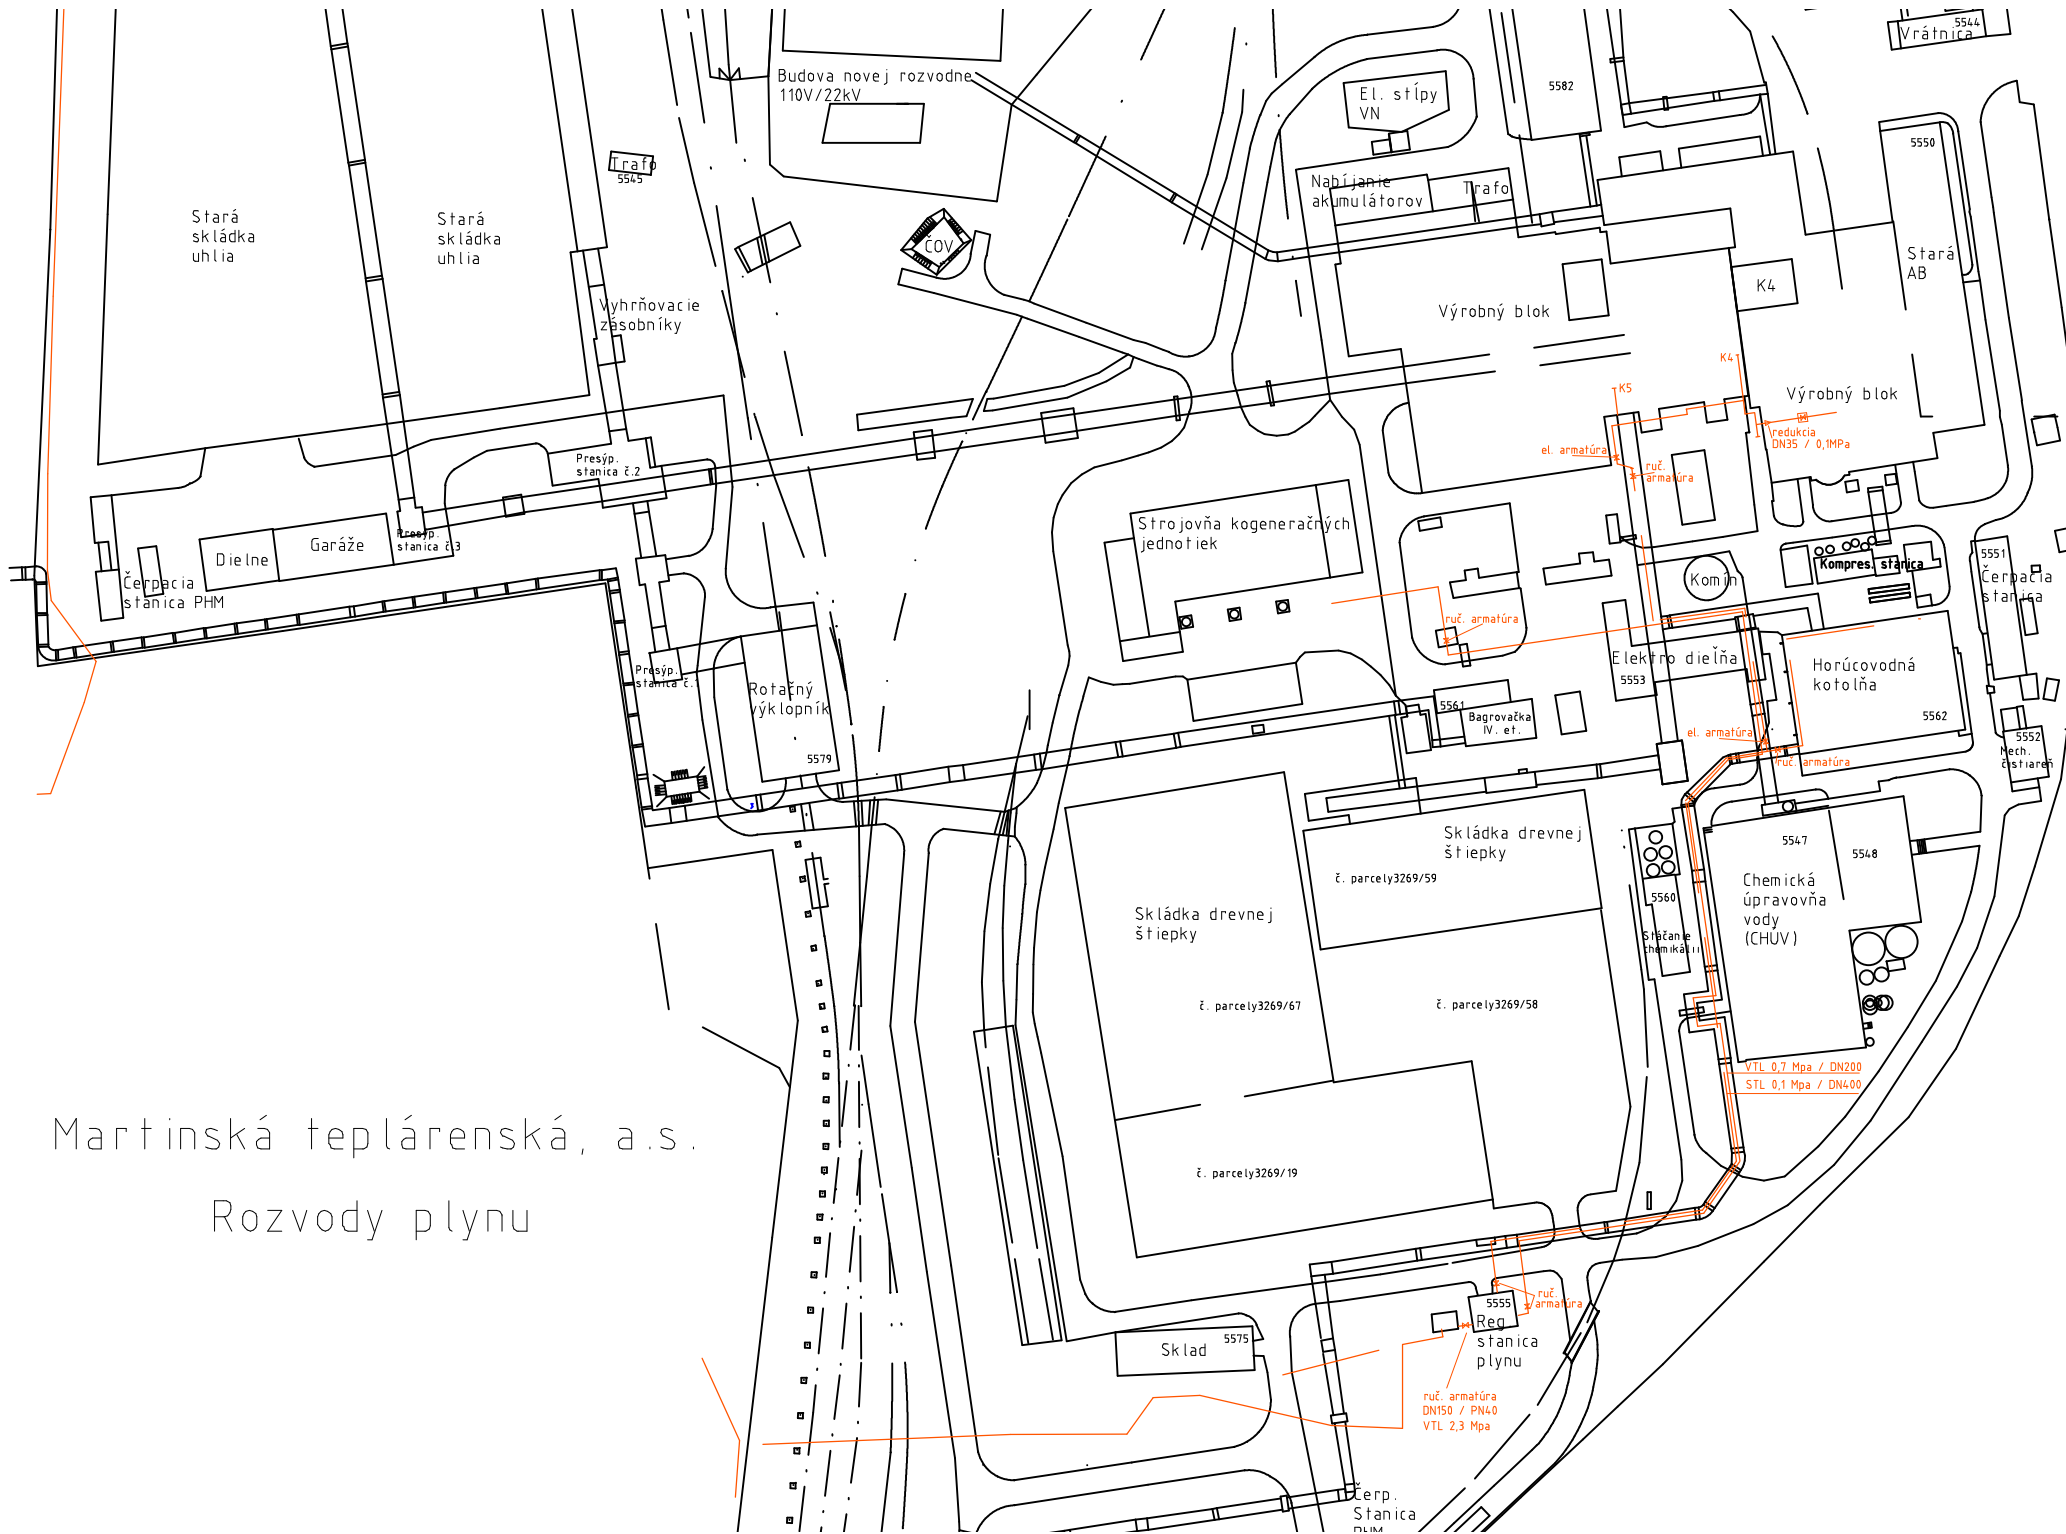 5544
Vrátnica
Budova novej rozvodne
110V/22kV
El. stĺpy
VN
5582
5550
Trafo
5545
Nabíjanie
akumulátorov
Trafo
Stará
skládka
uhlia
Stará
skládka
uhlia
ČOV
Stará
AB
K4
Vyhrňovacie
zásobníky
Výrobný blok
K4
K5
Výrobný blok
redukcia
DN35 / 0,1MPa
el. armatúra
ruč.
armatúra
Presýp.
stanica č.2
Presýp.
stanica č.3
Garáže
Dielne
Čerpacia
stanica PHM
Strojovňa kogeneračných
jednotiek
Komín
Kompres. stanica
5551
Čerpacia
stanica
ruč. armatúra
Elektro dieľňa
5553
Horúcovodná
kotolňa
5562
Presýp.
stanica č.1
Rotačný
výklopník
5579
5561
Bagrovačka
IV. et.
el. armatúra
ruč. armatúra
5552
Mech.
čistiareň
Skládka drevnej
štiepky
č. parcely3269/59
5547
5548
5560
Chemická
úpravovňa
vody
(CHÚV)
Stáčanie
chemikálií
Skládka drevnej
štiepky
č. parcely3269/67
č. parcely3269/58
VTL 0,7 Mpa / DN200
STL 0,1 Mpa / DN400
Martinská teplárenská, a.s.
Rozvody plynu
č. parcely3269/19
ruč.
armatúra
5555
Reg
stanica
plynu
Sklad
5575
ruč. armatúra
DN150 / PN40
VTL 2,3 Mpa
Čerp.
Stanica
PHM